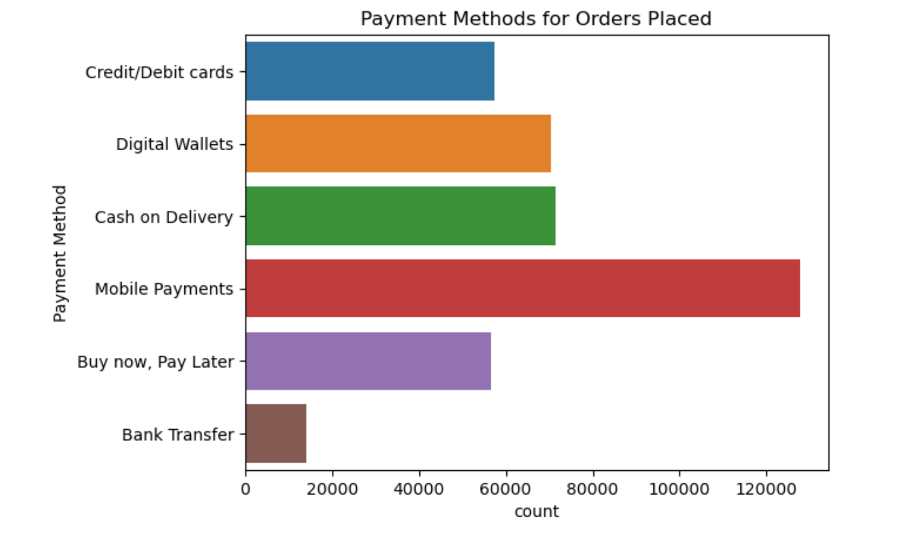 Payment Methods for Orders Placed
Payment Method
Credit/Debit cards
Digital Wallets
Cash on Delivery
Mobile Payments
Buy now, Pay Later
Bank Transfer
0 20000 40000 60000 80000 100000 120000
count